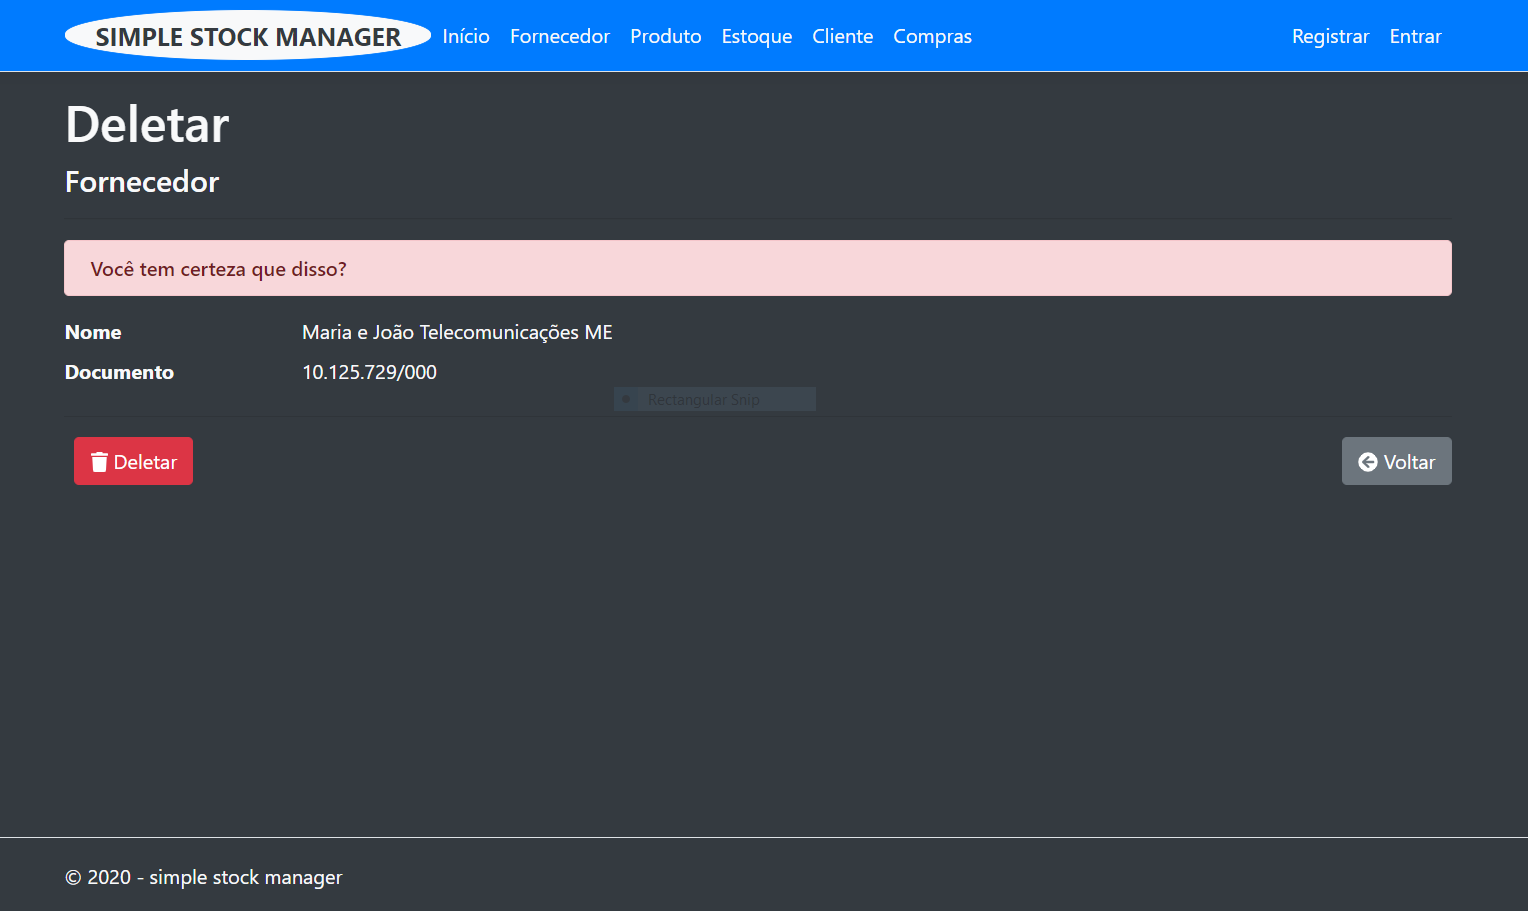 SIMPLE STOCK MANAGER Início Fornecedor Produto Estoque Cliente Compras Registrar Entrar
Deletar
Fornecedor
Você tem certeza que disso?
Nome Maria e João Telecomunicações ME
Documento 10.125.729/000
Rectangular Snip
Deletar Voltar
© 2020 - simple stock manager